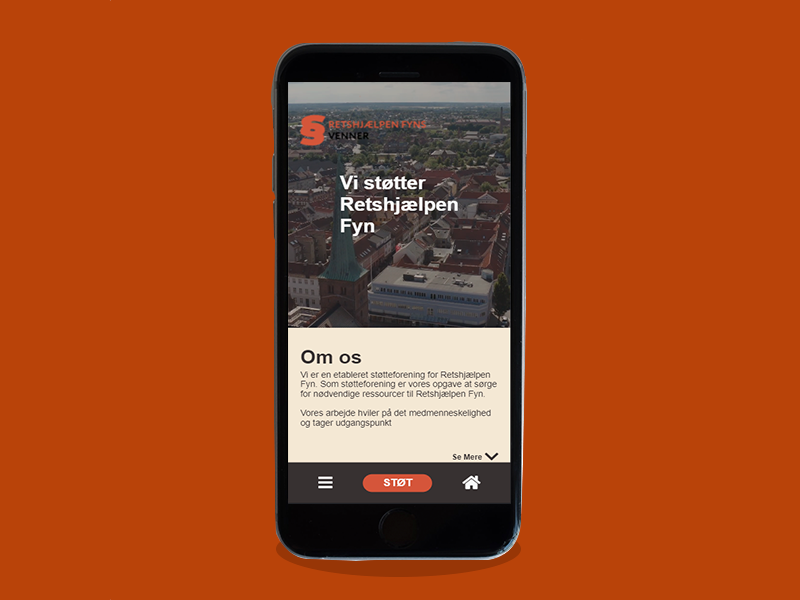 RETSHJÆLPEN FYNS
VENNER
Vi støtter
Retshjælpen
Fyn
Om os
Vi er en etableret støtteforening for Retshjælpen
Fyn. Som støtteforening er vores opgave at sørge
for nødvendige ressourcer til Retshjælpen Fyn.
Vores arbejde hviler på det medmenneskelighed
og tager udgangspunkt
Se Mere
STØT